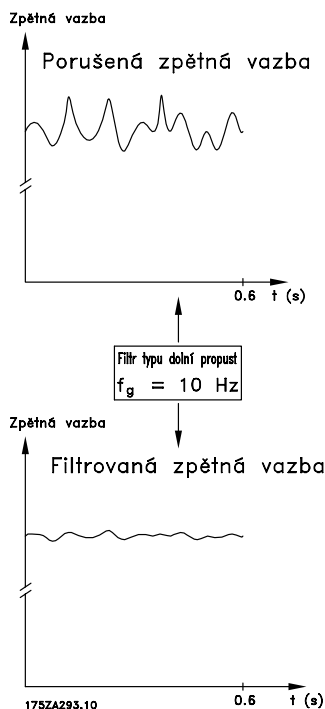 Zpětná vazba
Porušená zpětná vazba
0.6 t (s)
Filtr typu dolní propust
fg = 10 Hz
Zpětná vazba
Filtrovaná zpětná vazba
0.6 t (s)
175ZA293.10